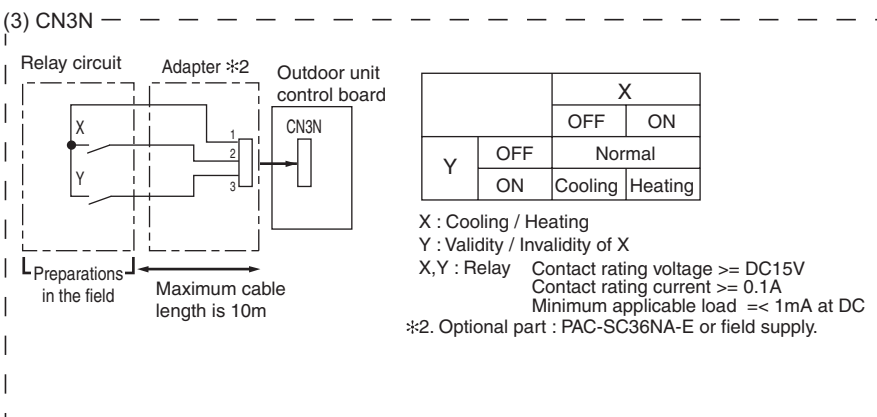 (3) CN3N
Relay circuit
Adapter ✻2
Outdoor unit
control board
X
Y
1
2
3
CN3N
Preparations
in the field
Maximum cable
length is 10m
X
OFF ON
Y OFF Normal
ON Cooling Heating
X : Cooling / Heating
Y : Validity / Invalidity of X
X,Y : Relay Contact rating voltage >= DC15V
Contact rating current >= 0.1A
Minimum applicable load =< 1mA at DC
✻2. Optional part : PAC-SC36NA-E or field supply.